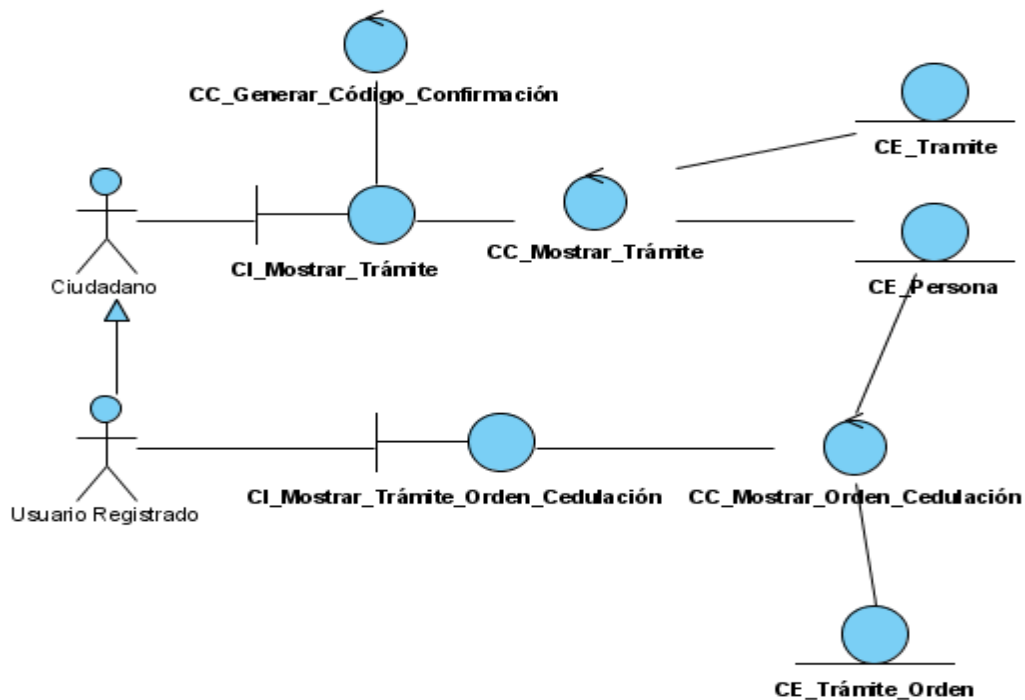 CC_Generar_Código_Confirmación
CE_Tramite
CI_Mostrar_Trámite
CC_Mostrar_Trámite
Ciudadano
CE_Persona
CI_Mostrar_Trámite_Orden_Cedulación
CC_Mostrar_Orden_Cedulación
Usuario Registrado
CE_Trámite_Orden